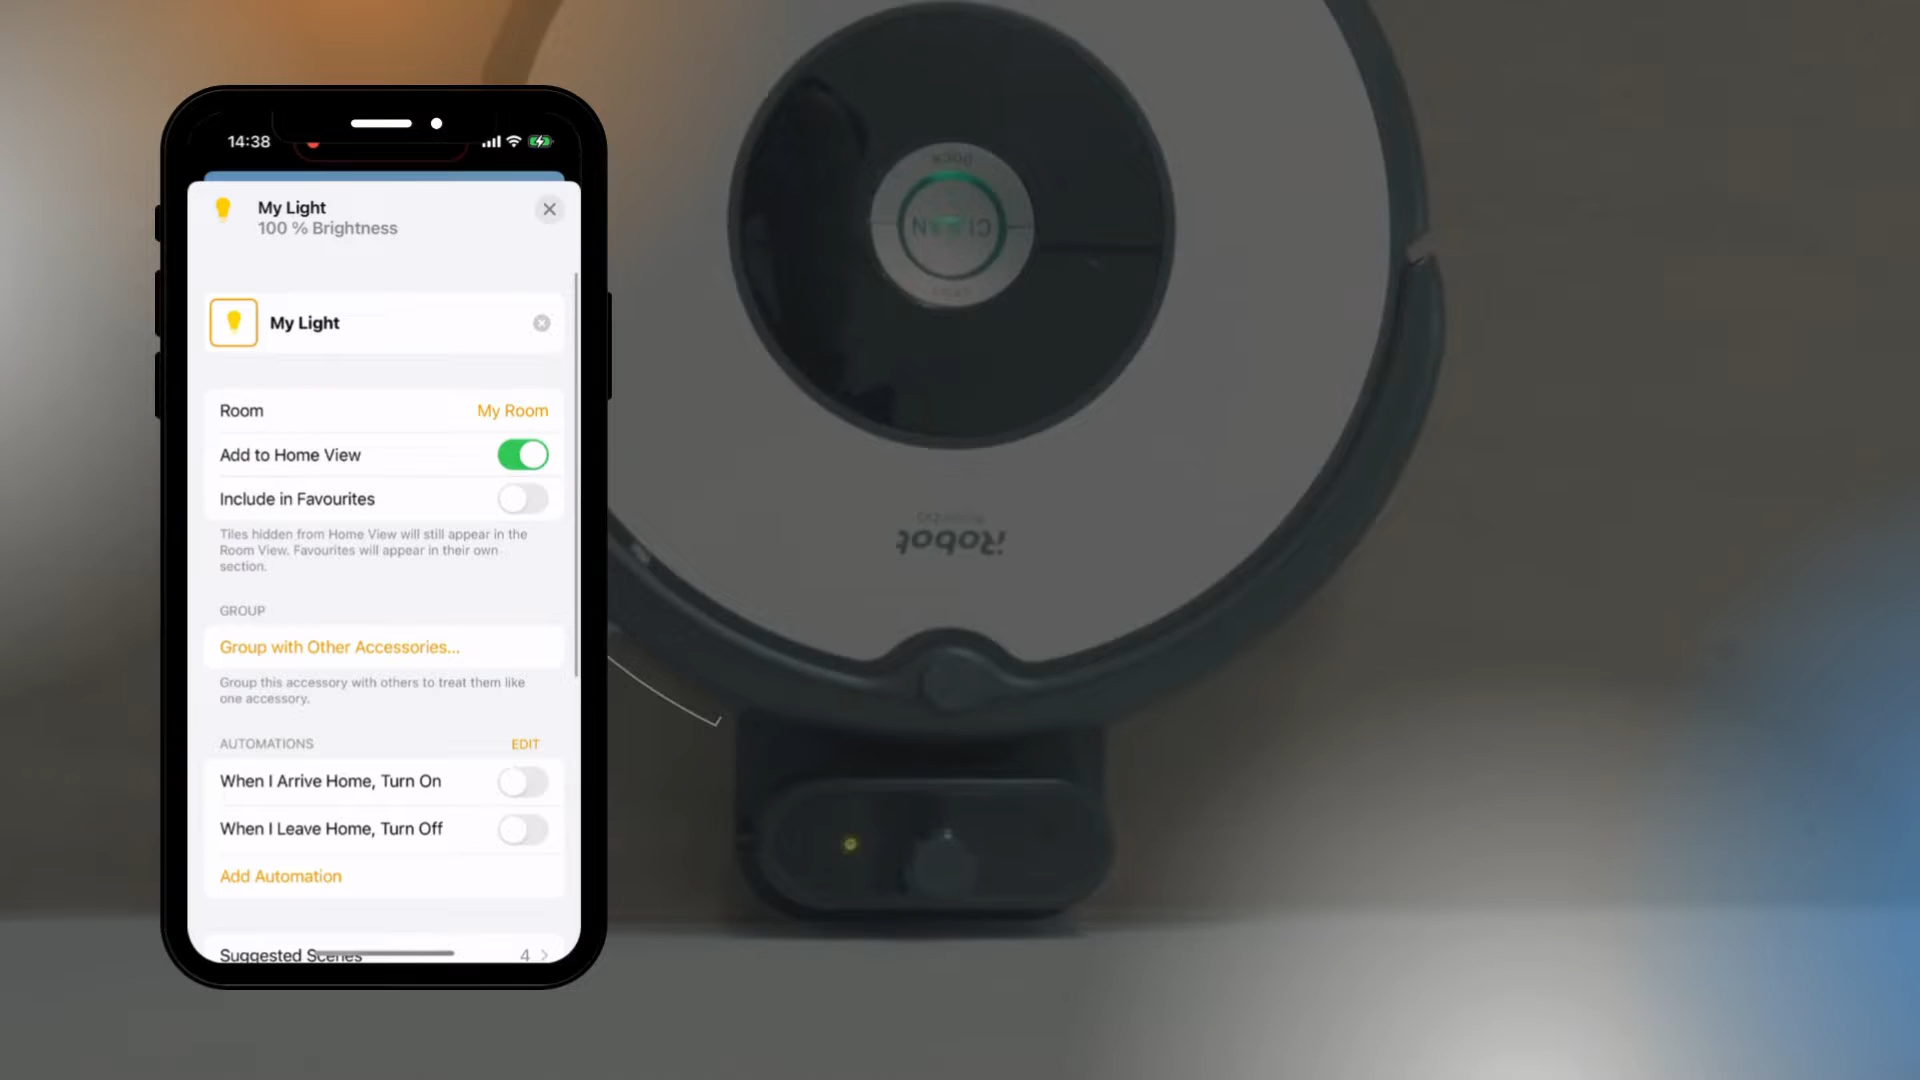 14:38
My Light
100 % Brightness
My Light
Room
My Room
Add to Home View
Include in Favourites
Tiles hidden from Home View will still appear in the
Room View. Favourites will appear in their own
section.
GROUP
Group with Other Accessories...
Group this accessory with others to treat them like
one accessory.
AUTOMATIONS
EDIT
When I Arrive Home, Turn On
When I Leave Home, Turn Off
Add Automation
Suggested Scenes
4
DOCK
CLEAN
iRobot